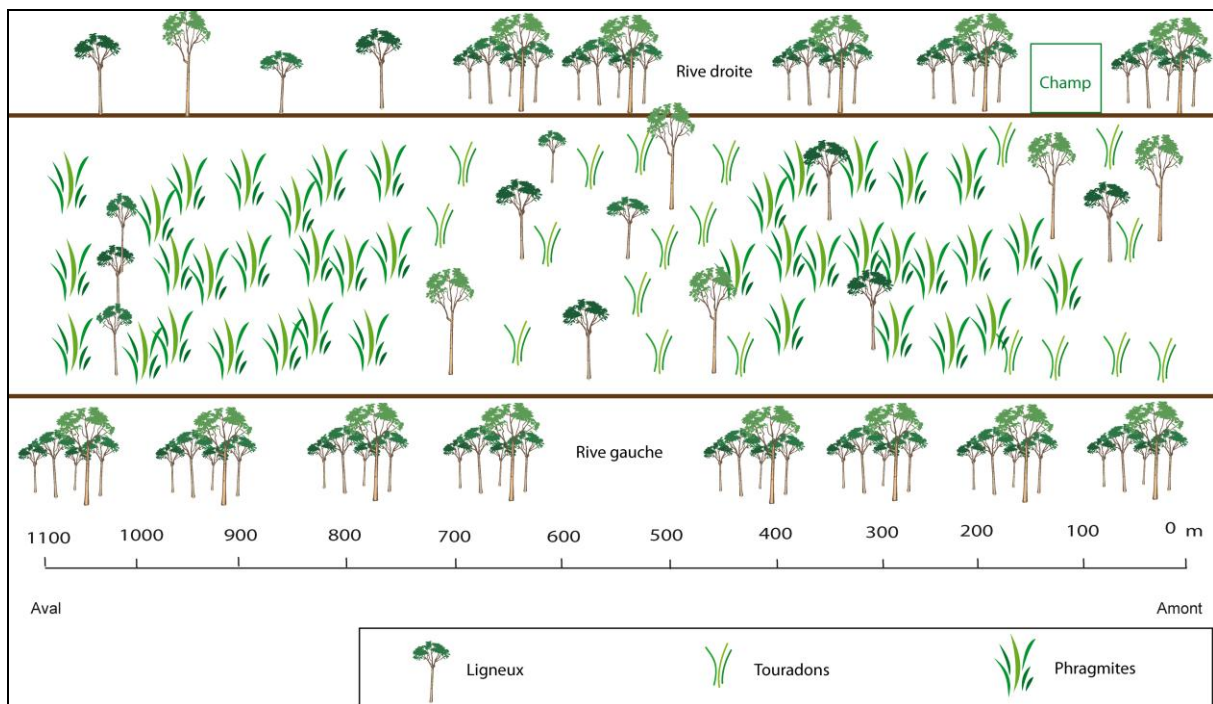 Rive droite
Champ
Rive gauche
1100 1000 900 800 700 600 500 400 300 200 100 0 m
Aval Amont
Ligneux Touradons Phragmites